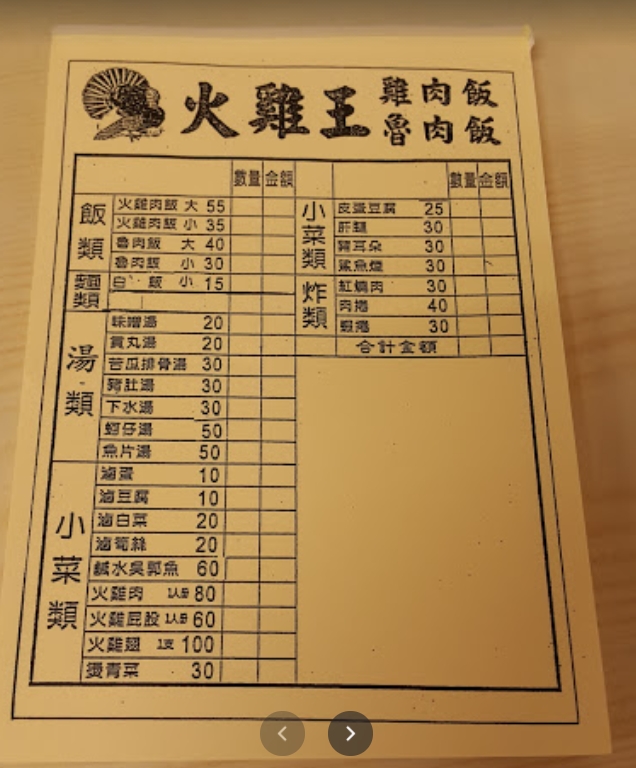 火雞王 雞肉飯
魯肉飯
數量 金額
飯類
火雞肉飯 大 55
火雞肉飯 小 35
魯肉飯 大 40
魯肉飯 小 30
麵類
白 飯 小 15
湯類
味噌湯 20
貢丸湯 20
苦瓜排骨湯 30
豬肚湯 30
下水湯 30
蚵仔湯 50
魚片湯 50
小菜類
滷蛋 10
滷豆腐 10
滷白菜 20
滷筍絲 20
鹹水吳郭魚 60
火雞肉 1人份 80
火雞屁股 1人份 60
火雞翅 1支 100
燙青菜 30
數量 金額
小菜類
皮蛋豆腐 25
肝膶 30
豬耳朵 30
鯊魚煙 30
炸類
紅燒肉 30
肉捲 40
蝦捲 30
合計金額